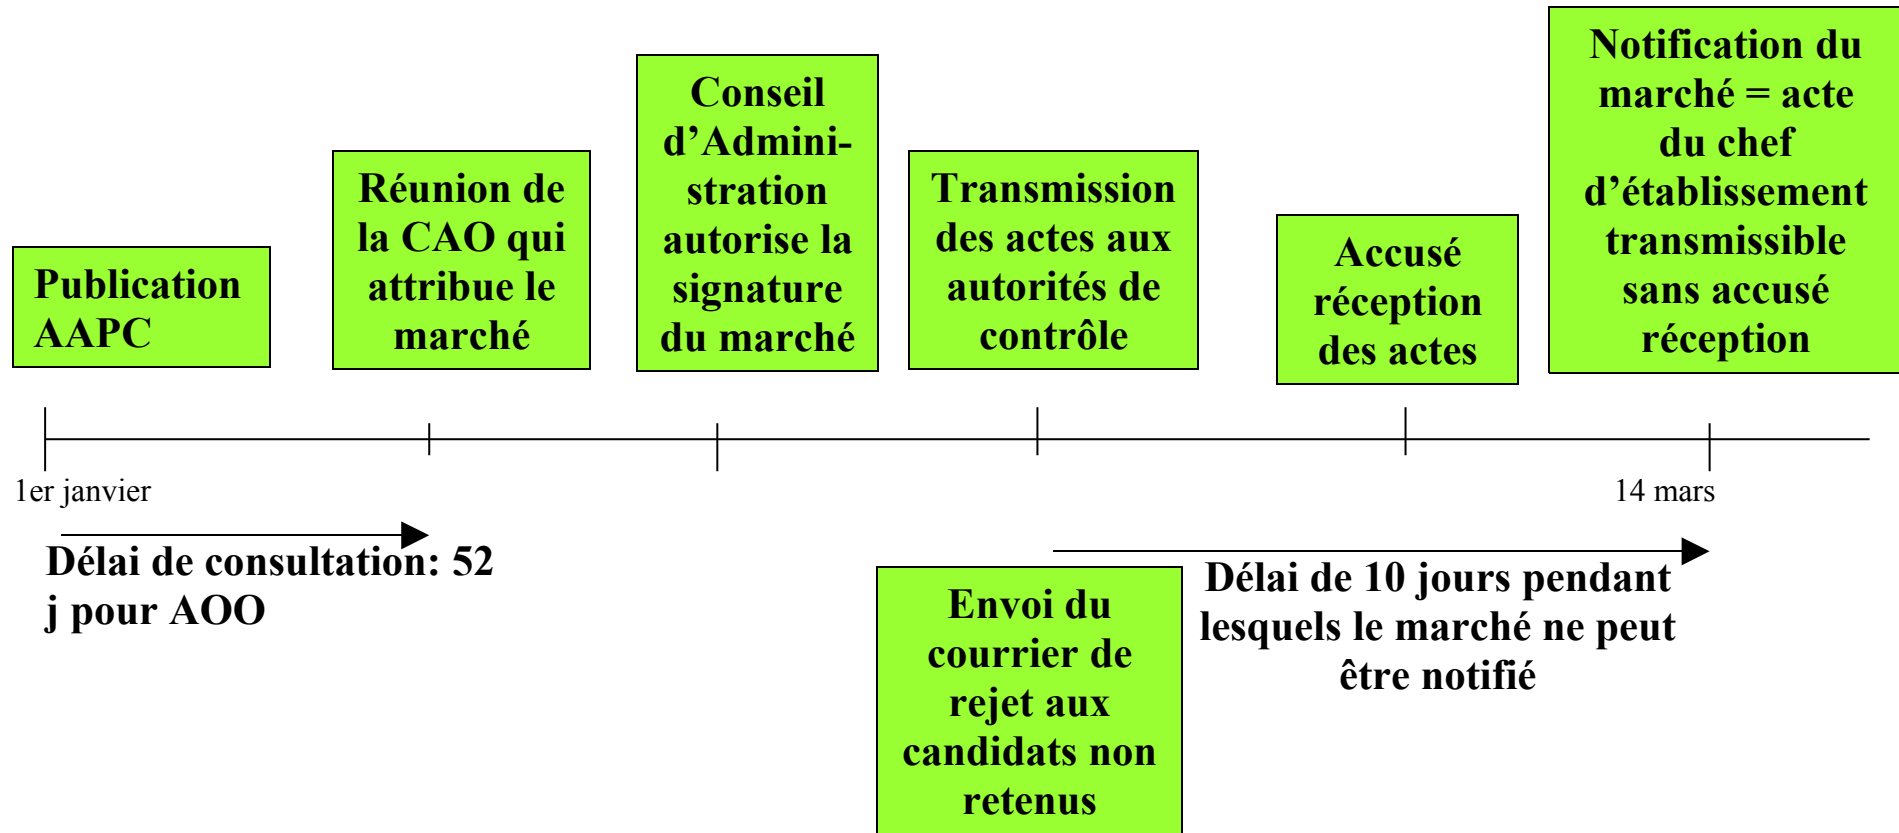 Publication
AAPC
Réunion de
la CAO qui
attribue le
marché
Conseil
d’Admini-
stration
autorise la
signature
du marché
Transmission
des actes aux
autorités de
contrôle
Accusé
réception
des actes
Notification du
marché = acte
du chef
d’établissement
transmissible
sans accusé
réception
1er janvier
14 mars
Délai de consultation: 52
j pour AOO
Envoi du
courrier de
rejet aux
candidats non
retenus
Délai de 10 jours pendant
lesquels le marché ne peut
être notifié